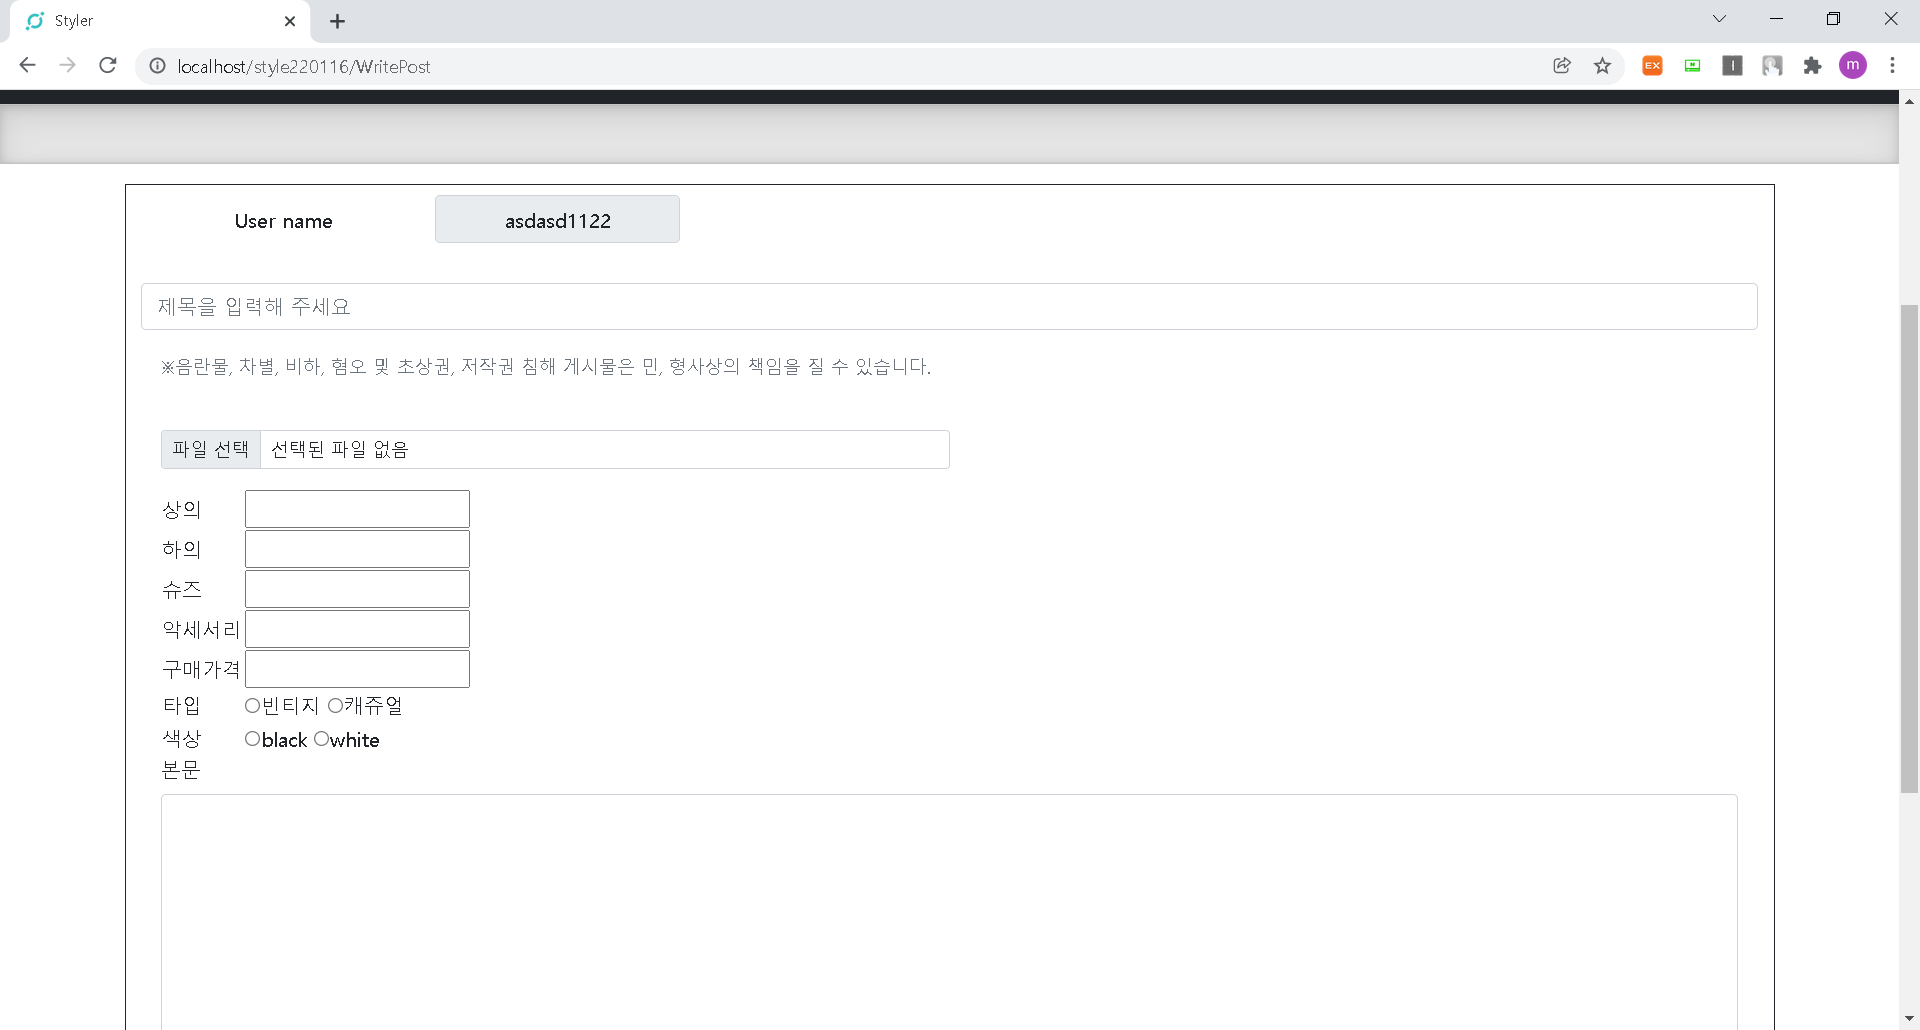 Styler
localhost/style220116/WritePost
EX
N
I
m
User name
asdasd1122
제목을 입력해 주세요
※음란물, 차별, 비하, 혐오 및 초상권, 저작권 침해 게시물은 민, 형사상의 책임을 질 수 있습니다.
파일 선택 선택된 파일 없음
상의
하의
슈즈
악세서리
구매가격
타입 빈티지 캐쥬얼
색상 black white
본문